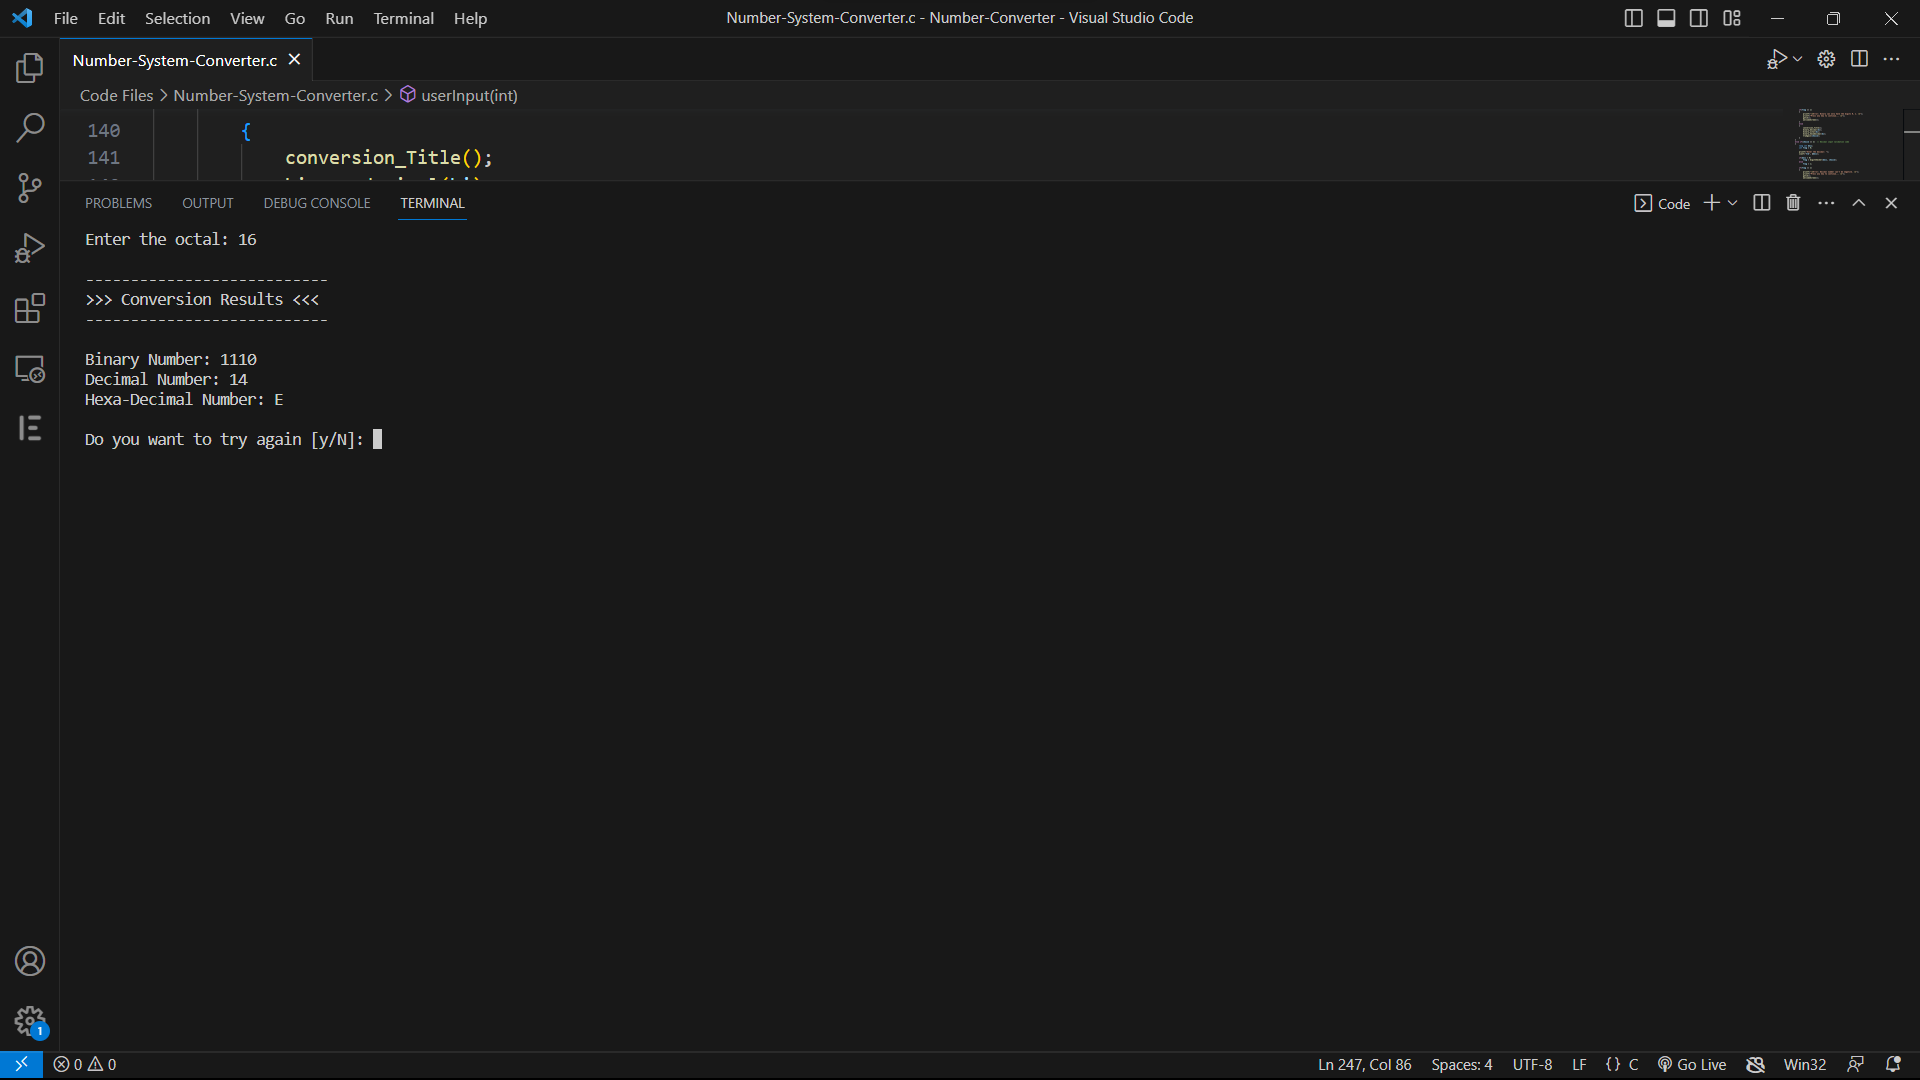 File Edit Selection View Go Run Terminal Help
Number-System-Converter.c - Number-Converter - Visual Studio Code
Number-System-Converter.c
Code Files > Number-System-Converter.c > userInput(int)
140 {
141 conversion_Title();
PROBLEMS OUTPUT DEBUG CONSOLE TERMINAL
Code
Enter the octal: 16
---------------------------
>>> Conversion Results <<<
---------------------------
Binary Number: 1110
Decimal Number: 14
Hexa-Decimal Number: E
Do you want to try again [y/N]:
1
0 0
Ln 247, Col 86 Spaces: 4 UTF-8 LF {} C Go Live Win32